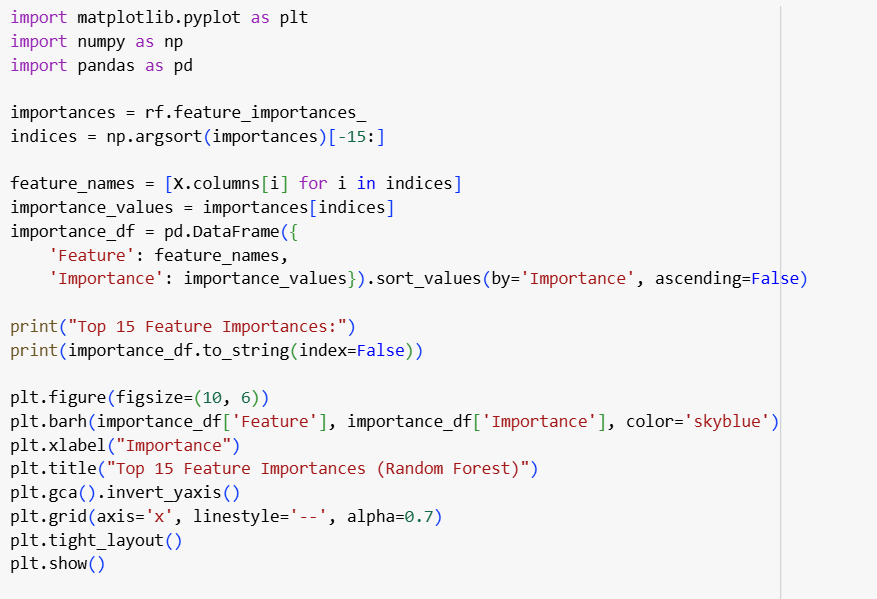 import matplotlib.pyplot as plt
import numpy as np
import pandas as pd

importances = rf.feature_importances_
indices = np.argsort(importances)[-15:]

feature_names = [X.columns[i] for i in indices]
importance_values = importances[indices]
importance_df = pd.DataFrame({
    'Feature': feature_names,
    'Importance': importance_values}).sort_values(by='Importance', ascending=False)

print("Top 15 Feature Importances:")
print(importance_df.to_string(index=False))

plt.figure(figsize=(10, 6))
plt.barh(importance_df['Feature'], importance_df['Importance'], color='skyblue')
plt.xlabel("Importance")
plt.title("Top 15 Feature Importances (Random Forest)")
plt.gca().invert_yaxis()
plt.grid(axis='x', linestyle='--', alpha=0.7)
plt.tight_layout()
plt.show()